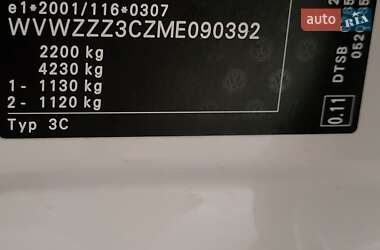 e1*2001/116*0307
WVWZZZ3CZME090392
2200 kg
4230 kg
1- 1130 kg
2- 1120 kg
Typ 3C
0.11
DTSB
auto
RIA